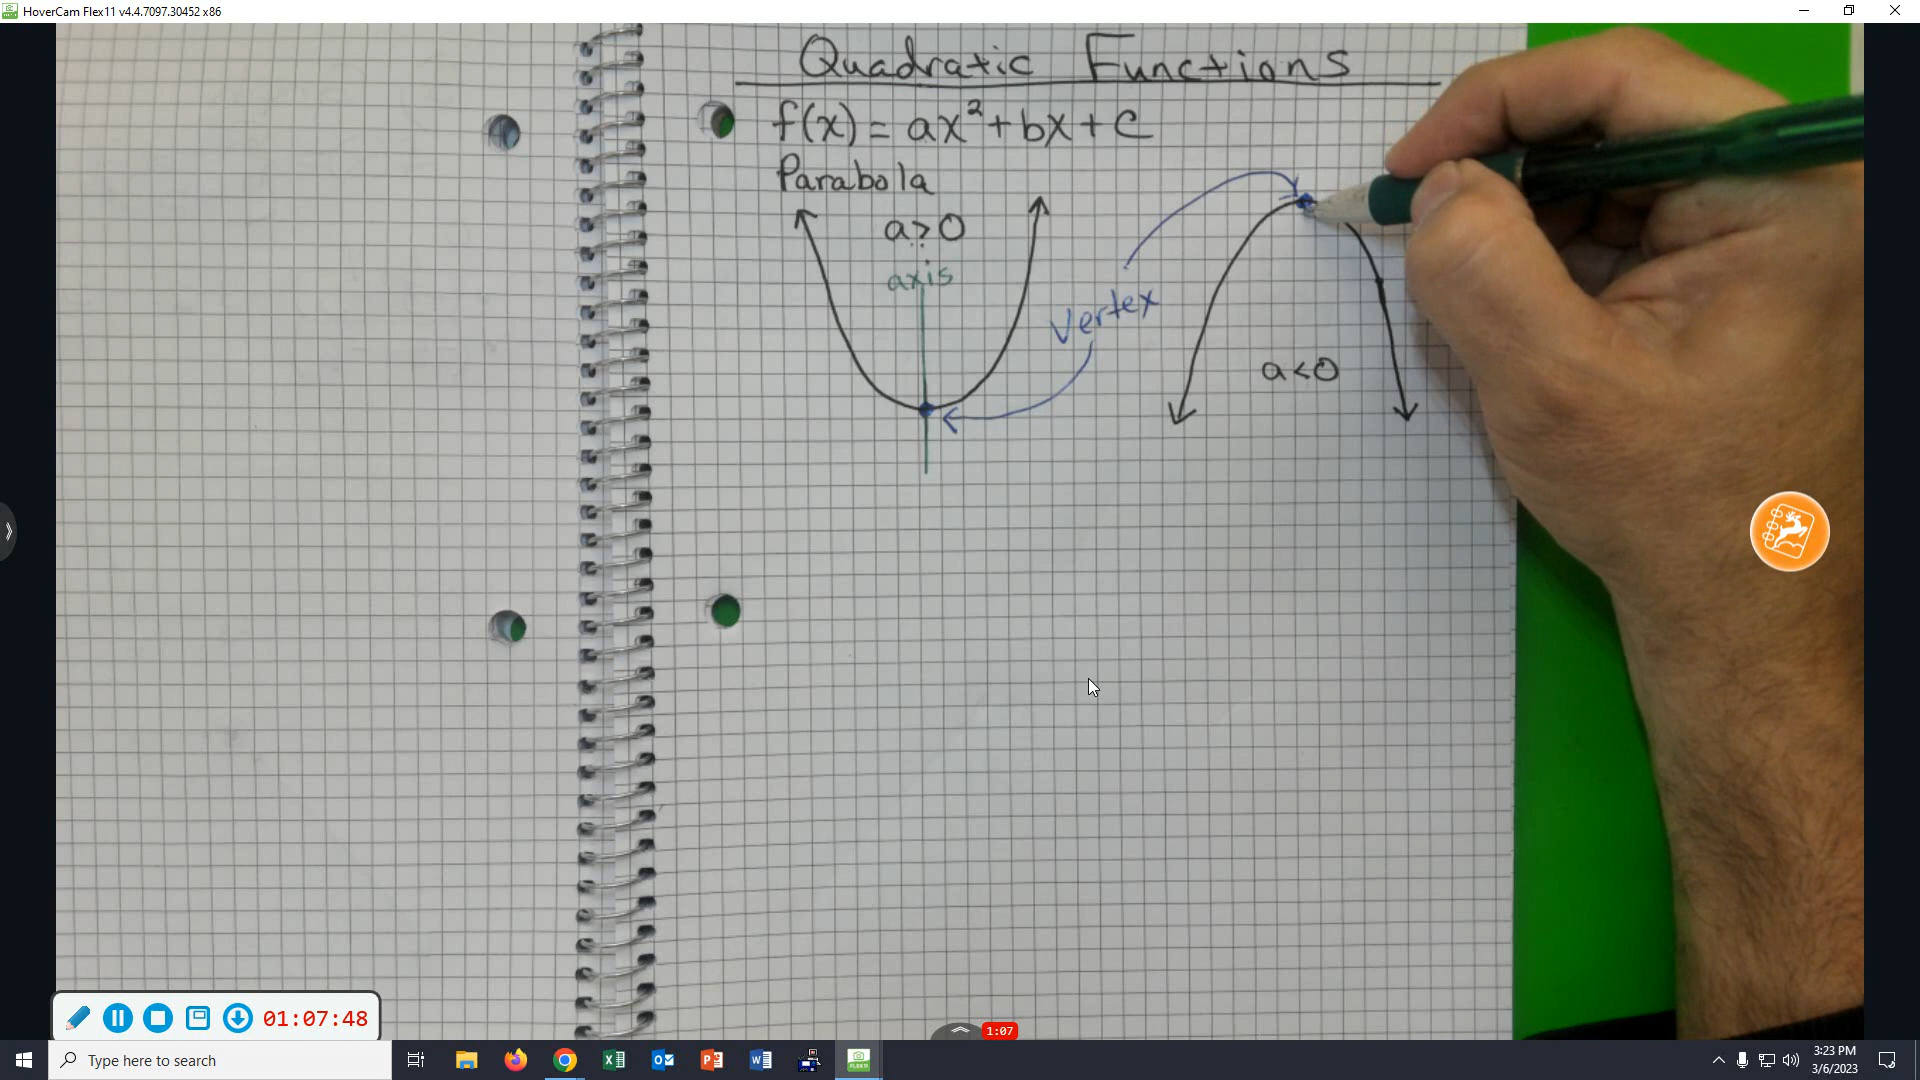 HoverCam Flex11 v4.4.7097.30452 x86
Quadratic Functions
f(x) = ax²+bx+c
Parabola
a>0
axis
Vertex
a<0
01:07:48
1:07
Type here to search
3:23 PM
3/6/2023